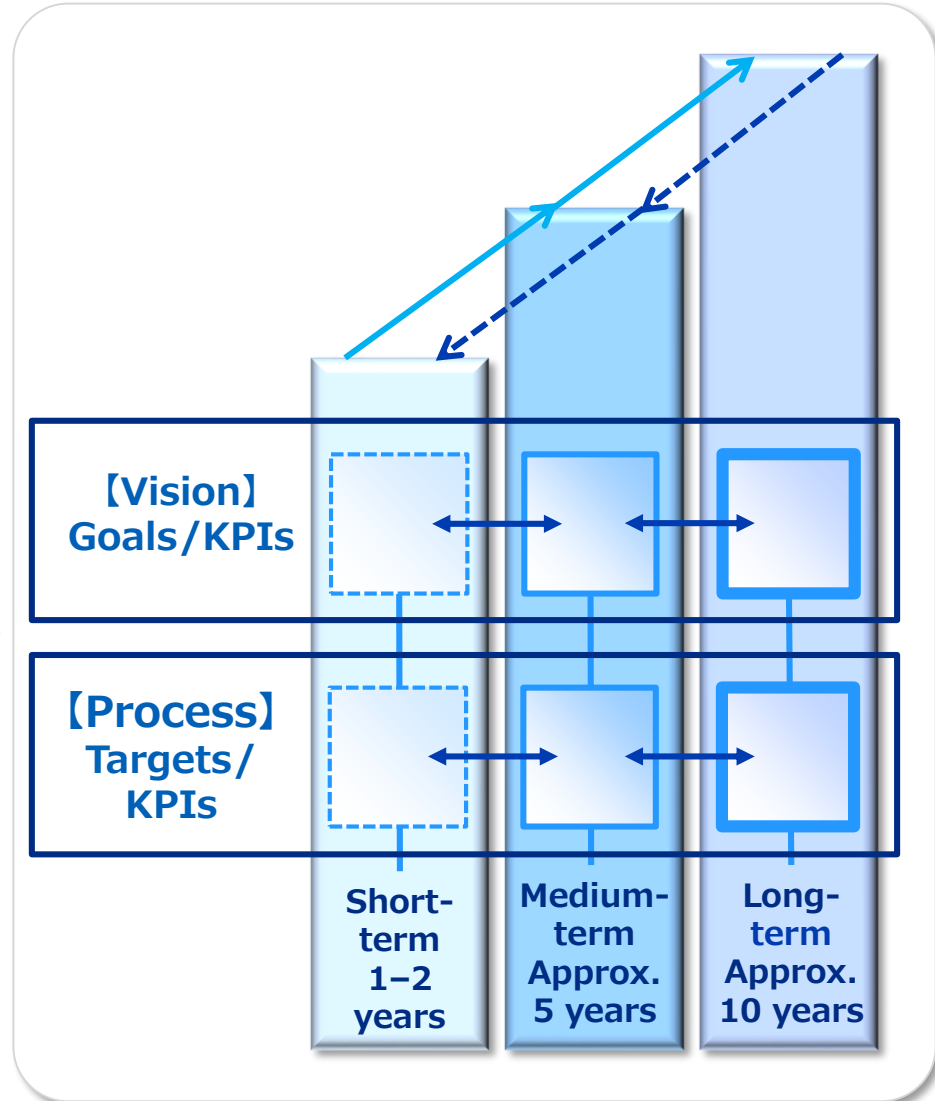 【Vision】
Goals/KPIs
【Process】
Targets/
KPIs
Short-
term
1–2
years
Medium-
term
Approx.
5 years
Long-
term
Approx.
10 years